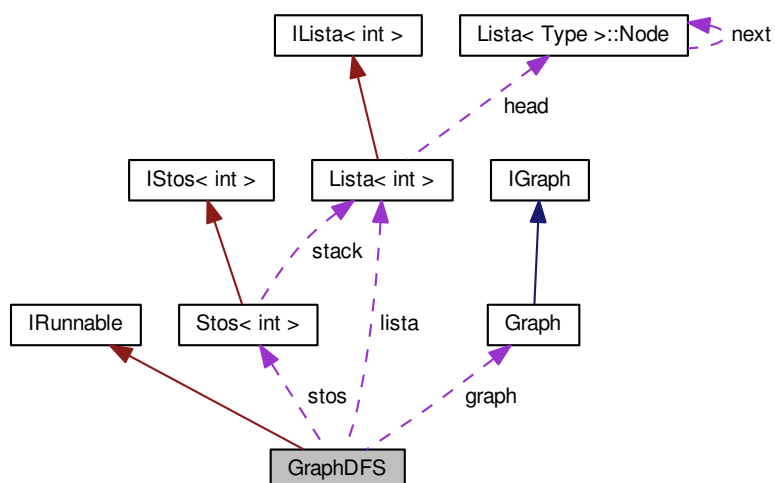 ILista< int >
Lista< Type >::Node
next
head
IStos< int >
Lista< int >
IGraph
stack
IRunnable
Stos< int >
lista
Graph
stos
graph
GraphDFS